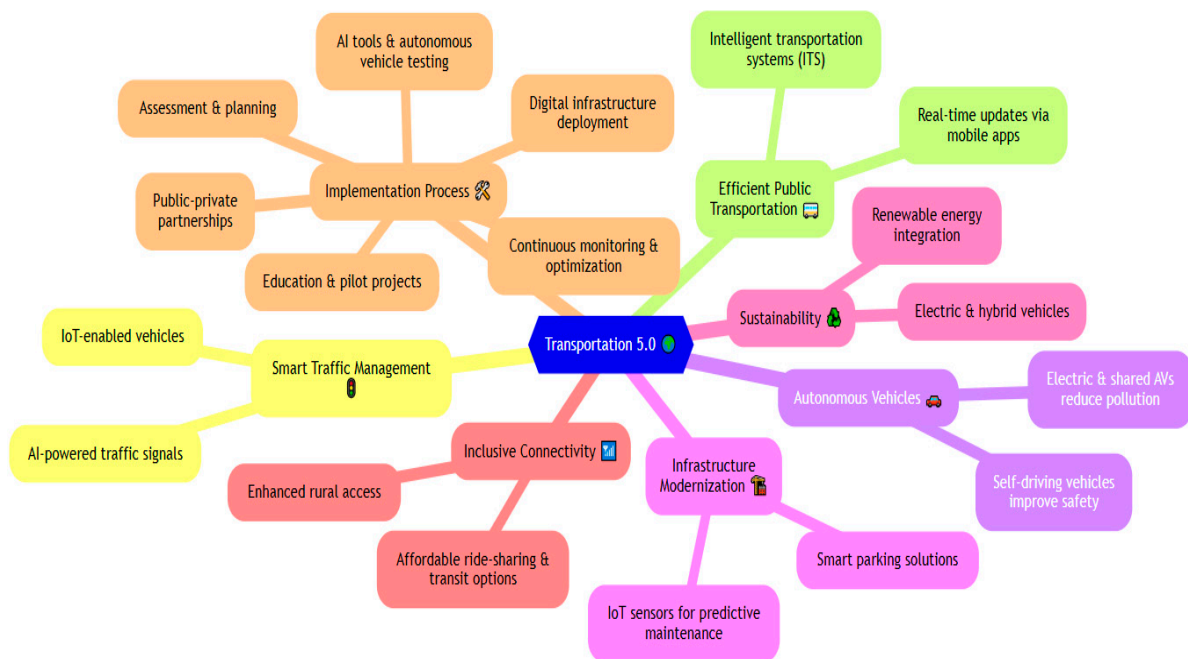 AI tools & autonomous
vehicle testing
Assessment & planning
Digital infrastructure
deployment
Implementation Process
Public-private
partnerships
Education & pilot projects
Continuous monitoring &
optimization
Intelligent transportation
systems (ITS)
Real-time updates via
mobile apps
Efficient Public
Transportation
Renewable energy
integration
Sustainability
Electric & hybrid vehicles
Transportation 5.0
IoT-enabled vehicles
Smart Traffic Management
AI-powered traffic signals
Autonomous Vehicles
Electric & shared AVs
reduce pollution
Self-driving vehicles
improve safety
Inclusive Connectivity
Enhanced rural access
Affordable ride-sharing &
transit options
Infrastructure
Modernization
Smart parking solutions
IoT sensors for predictive
maintenance